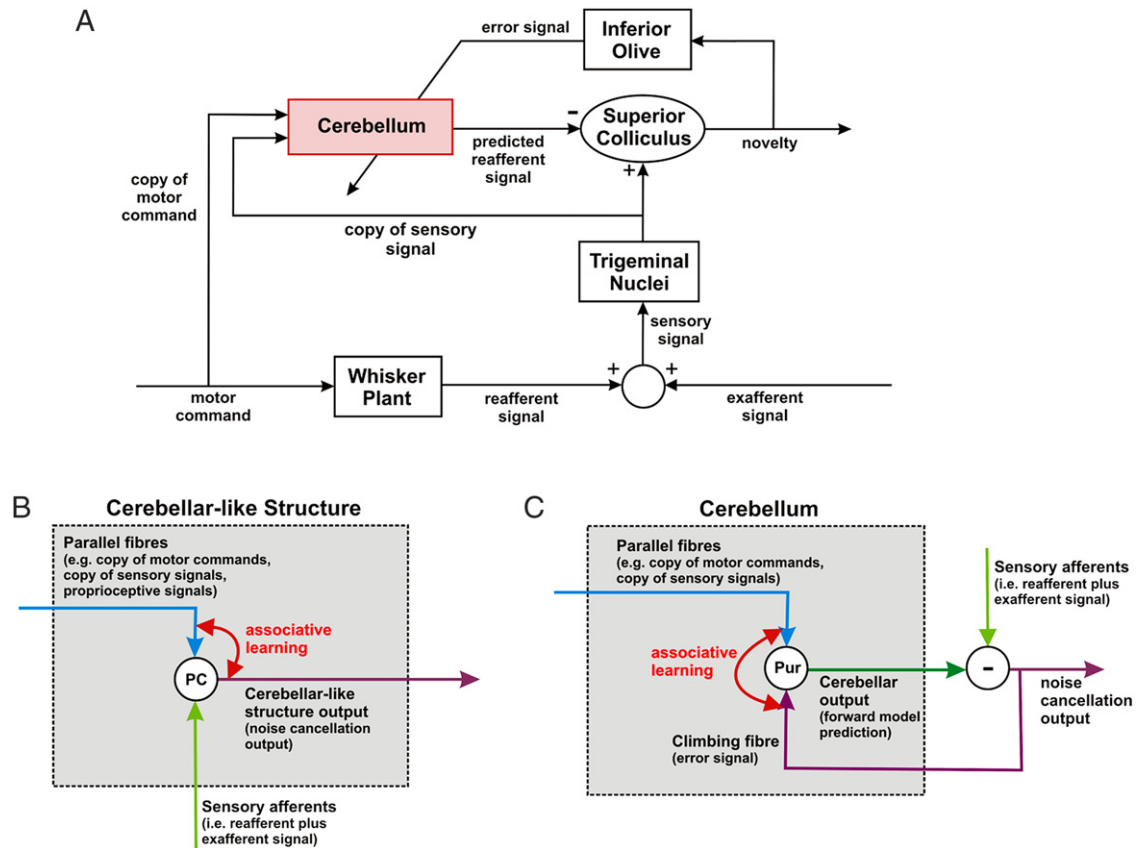 A
error signal
Inferior
Olive
Cerebellum
-
Superior
Colliculus
predicted
reafferent
signal
novelty
+
copy of
motor
command
copy of sensory
signal
Trigeminal
Nuclei
sensory
signal
+
+
Whisker
Plant
motor
command
reafferent
signal
exafferent
signal
B
Cerebellar-like Structure
Parallel fibres
(e.g. copy of motor commands,
copy of sensory signals,
proprioceptive signals)
associative
learning
PC
Cerebellar-like
structure output
(noise cancellation
output)
Sensory afferents
(i.e. reafferent plus
exafferent signal)
C
Cerebellum
Parallel fibres
(e.g. copy of motor commands,
copy of sensory signals)
Sensory afferents
(i.e. reafferent plus
exafferent signal)
associative
learning
Pur
-
Cerebellar
output
(forward model
prediction)
noise
cancellation
output
Climbing fibre
(error signal)